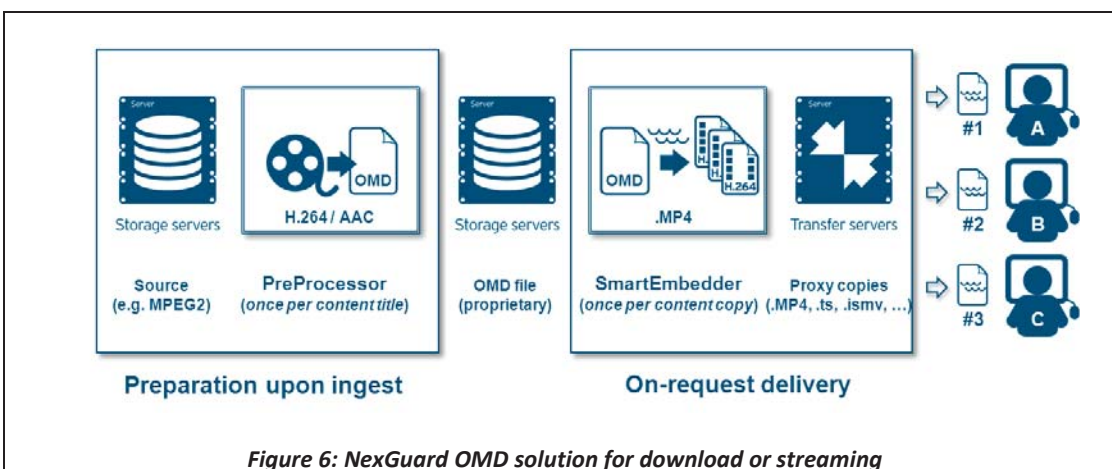 Server
Storage servers
Source
(e.g. MPEG2)
OMD
H.264 / AAC
PreProcessor
(once per content title)
Preparation upon ingest
Server
Storage servers
OMD file
(proprietary)
OMD
H.
H.
H.264
.MP4
SmartEmbedder
(once per content copy)
Server
Transfer servers
Proxy copies
(.MP4, .ts, .ismv, …)
On-request delivery
#1
A
#2
B
#3
C
Figure 6: NexGuard OMD solution for download or streaming